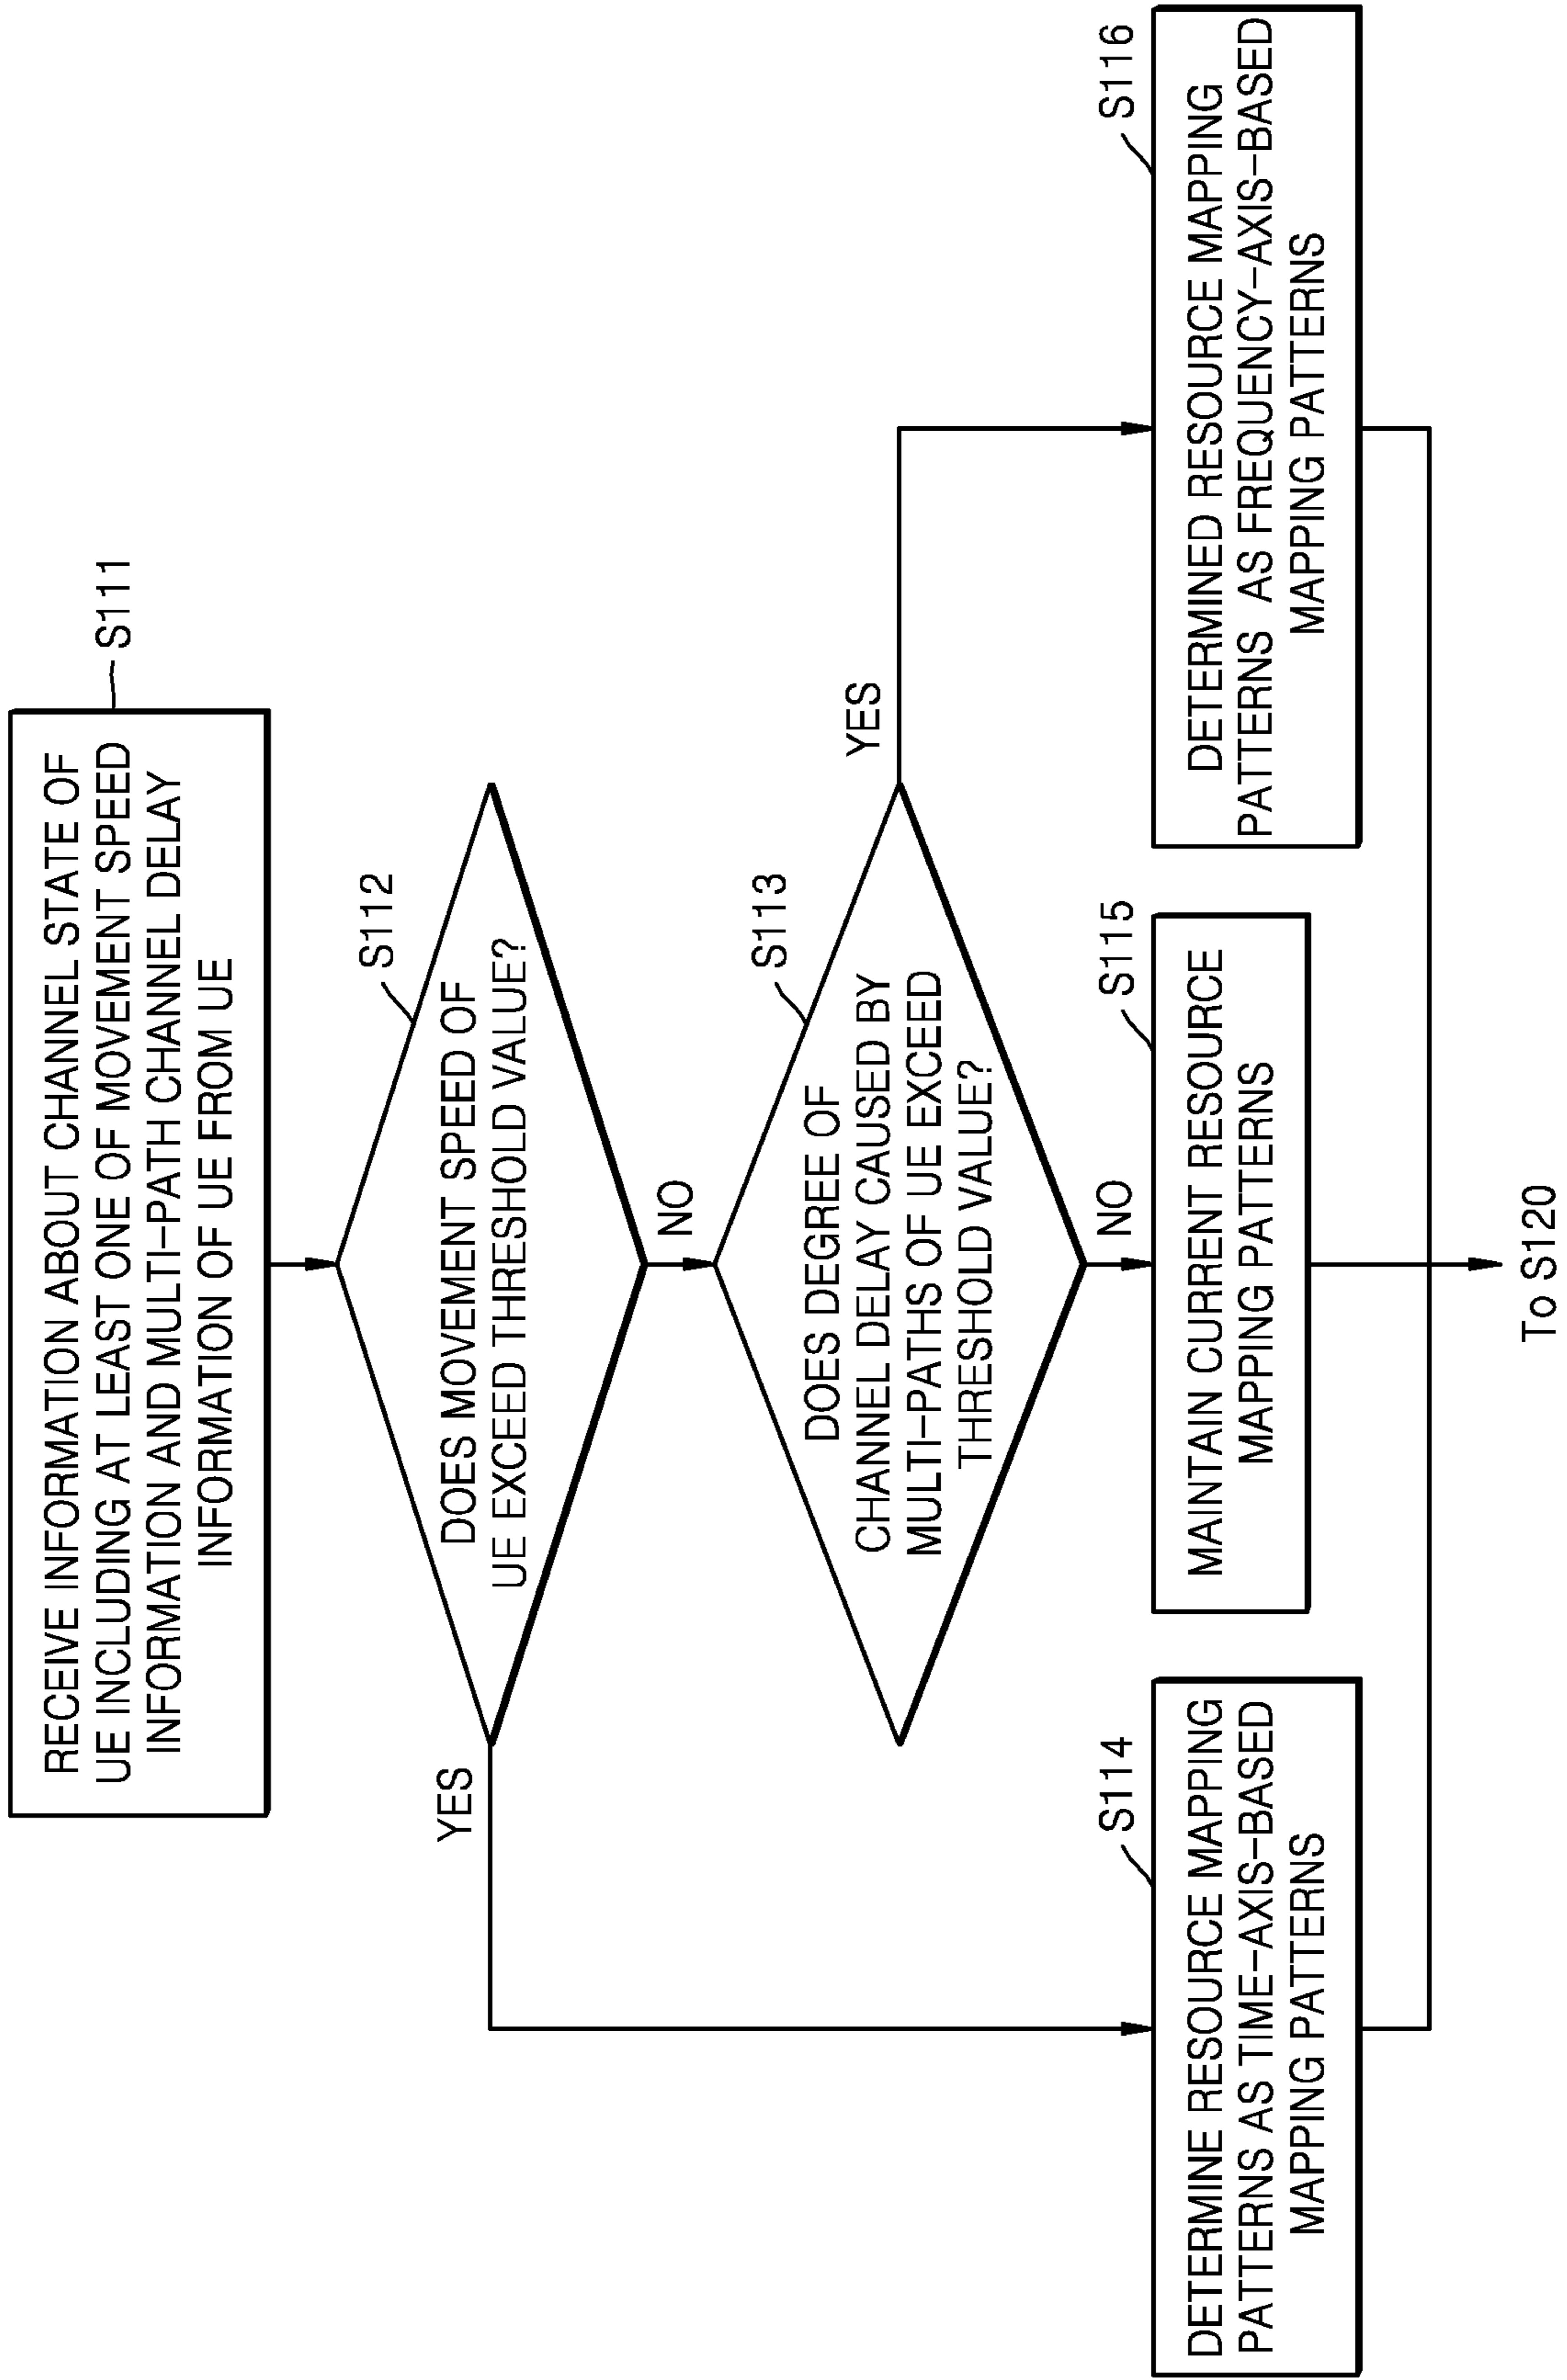 S111
RECEIVE INFORMATION ABOUT CHANNEL STATE OF
UE INCLUDING AT LEAST ONE OF MOVEMENT SPEED
INFORMATION AND MULTI-PATH CHANNEL DELAY
INFORMATION OF UE FROM UE
S112
DOES MOVEMENT SPEED OF
UE EXCEED THRESHOLD VALUE?
YES
NO
S113
DOES DEGREE OF
CHANNEL DELAY CAUSED BY
MULTI-PATHS OF UE EXCEED
THRESHOLD VALUE?
YES
NO
S114
DETERMINE RESOURCE MAPPING
PATTERNS AS TIME-AXIS-BASED
MAPPING PATTERNS
S115
MAINTAIN CURRENT RESOURCE
MAPPING PATTERNS
S116
DETERMINED RESOURCE MAPPING
PATTERNS AS FREQUENCY-AXIS-BASED
MAPPING PATTERNS
To S120